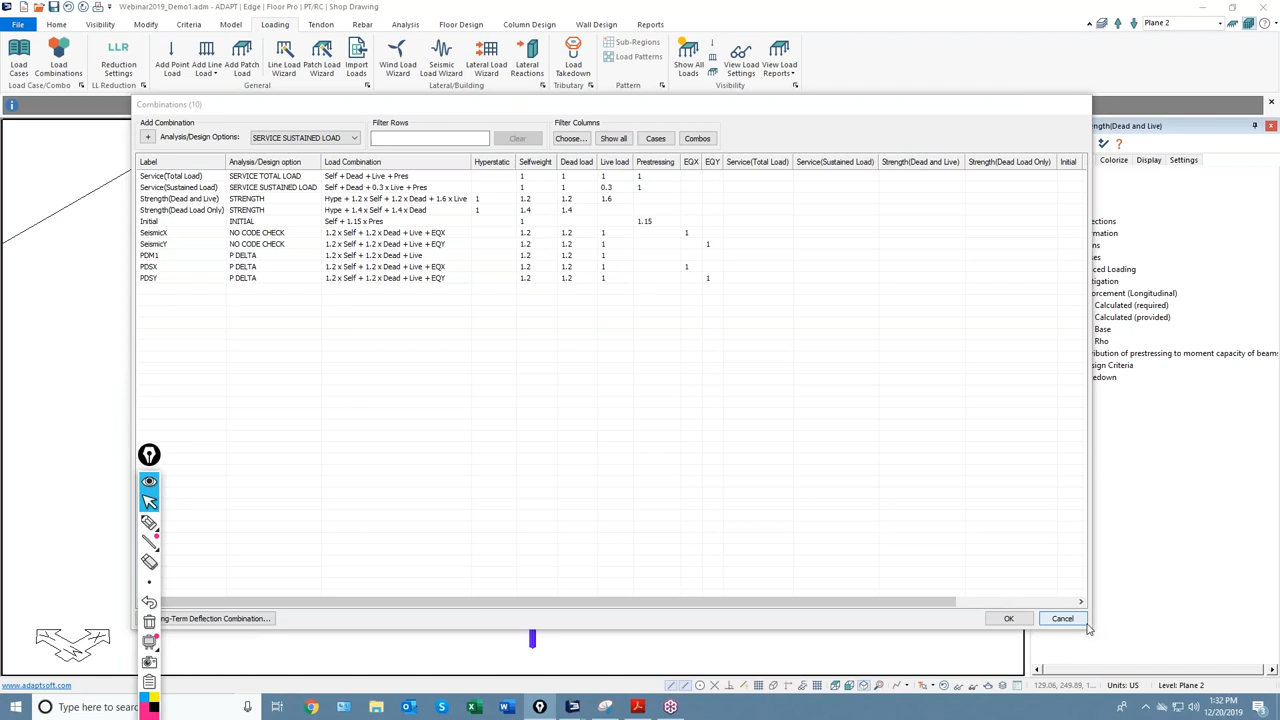 Webinar2019_Demo1.adm - ADAPT | Edge | Floor Pro | PT/RC | Shop Drawing
File Home Visibility Modify Criteria Model Loading Tendon Rebar Analysis Floor Design Column Design Wall Design Reports Plane 2
LLR Sub-Regions
Load Patterns
Load Cases Load Combinations Reduction Settings Add Point Load Add Line Load Add Patch Load Line Load Wizard Patch Load Wizard Import Loads Wind Load Wizard Seismic Load Wizard Lateral Load Wizard Lateral Reactions Load Takedown Show All Loads View Load Settings View Load Reports
Load Case/Combo LL Reduction General Lateral/Building Tributary Pattern Visibility
Combinations (10)
Add Combination Filter Rows Filter Columns
ength(Dead and Live)
+ Analysis/Design Options: SERVICE SUSTAINED LOAD Clear Choose... Show all Cases Combos
Colorize Display Settings
Label Analysis/Design option Load Combination Hyperstatic Selfweight Dead load Live load Prestressing EQX EQY Service(Total Load) Service(Sustained Load) Strength(Dead and Live) Strength(Dead Load Only) Initial
Service(Total Load) SERVICE TOTAL LOAD Self + Dead + Live + Pres 1 1 1 1
Service(Sustained Load) SERVICE SUSTAINED LOAD Self + Dead + 0.3 x Live + Pres 1 1 0.3 1
Strength(Dead and Live) STRENGTH Hype + 1.2 x Self + 1.2 x Dead + 1.6 x Live 1 1.2 1.2 1.6
Strength(Dead Load Only) STRENGTH Hype + 1.4 x Self + 1.4 x Dead 1 1.4 1.4
Initial INITIAL Self + 1.15 x Pres 1 1.15
SeismicX NO CODE CHECK 1.2 x Self + 1.2 x Dead + Live + EQX 1.2 1.2 1 1
SeismicY NO CODE CHECK 1.2 x Self + 1.2 x Dead + Live + EQY 1.2 1.2 1 1
PDM1 P DELTA 1.2 x Self + 1.2 x Dead + Live 1.2 1.2 1
PDSX P DELTA 1.2 x Self + 1.2 x Dead + Live + EQX 1.2 1.2 1 1
PDSY P DELTA 1.2 x Self + 1.2 x Dead + Live + EQY 1.2 1.2 1 1
ections
ormation
ns
ses
ced Loading
tigation
forcement (Longitudinal)
Calculated (required)
Calculated (provided)
Base
Rho
ribution of prestressing to moment capacity of beams
sign Criteria
edown
ng-Term Deflection Combination... OK Cancel
www.adaptsoft.com 129.06, 249.89, 1... Units: US Level: Plane 2
Type here to search 1:32 PM
12/20/2019